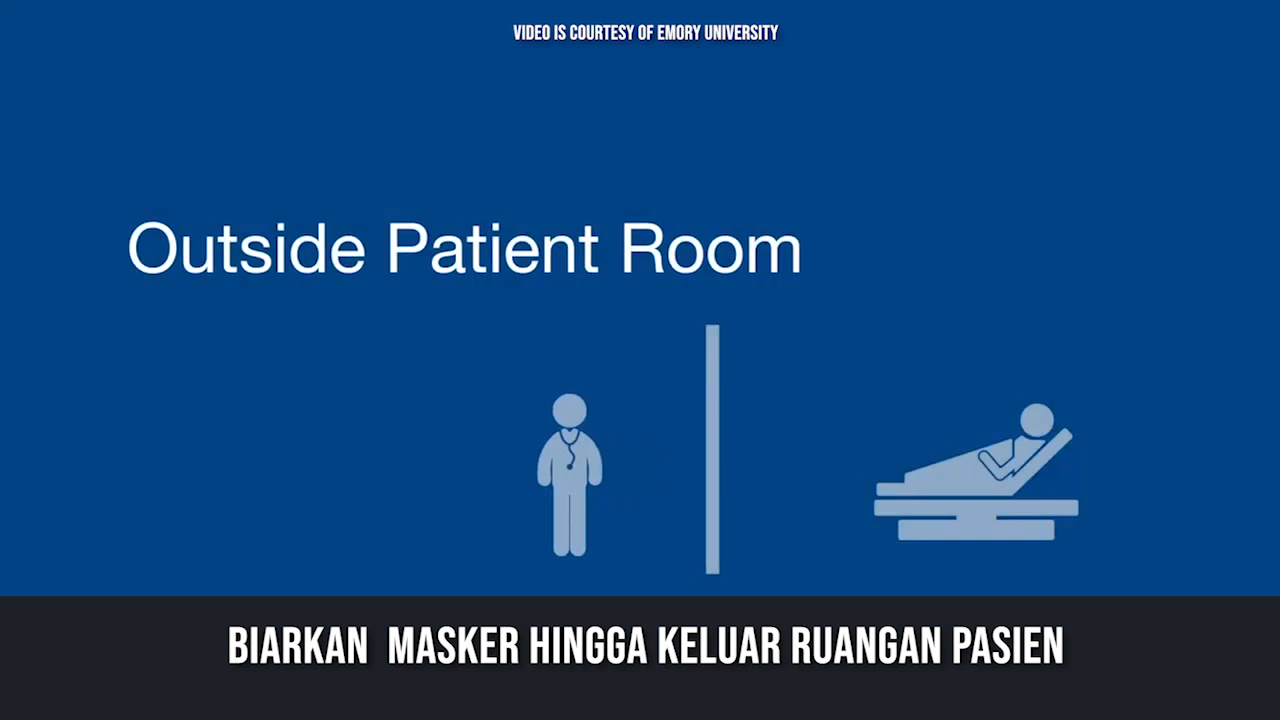 VIDEO IS COURTESY OF EMORY UNIVERSITY
Outside Patient Room
BIARKAN  MASKER HINGGA KELUAR RUANGAN PASIEN